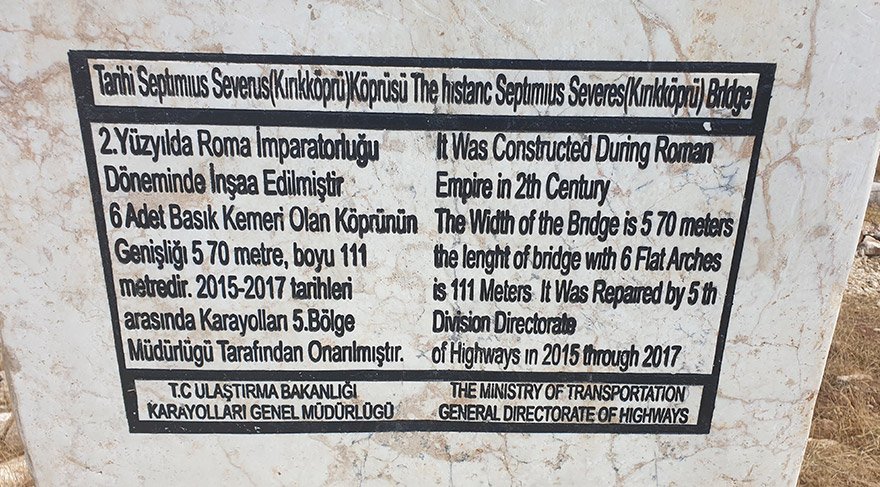 Tarihi Septımıus Severus(Kırıkköprü)Köprüsü The hıstarıc Septımıus Severes(Kırıkköprü) Brıdge
2.Yüzyılda Roma İmparatorluğu
Döneminde İnşaa Edilmiştir
6 Adet Basık Kemeri Olan Köprünün
Genişliği 5 70 metre, boyu 111
metredir. 2015-2017 tarihleri
arasında Karayolları 5.Bölge
Müdürlügü Tarafından Onarılmıştır.
It Was Constructed During Roman
Empire in 2th Century
The Width of the Brıdge is 5 70 meters
the lenght of bridge with 6 Flat Arches
is 111 Meters It Was Repaired by 5 th
Division Directorate
of Highways ın 2015 through 2017
T.C ULAŞTIRMA BAKANLIĞI
KARAYOLLARI GENEL MÜDÜRLÜĞÜ
THE MINISTRY OF TRANSPORTATION
GENERAL DIRECTORATE OF HIGHWAYS